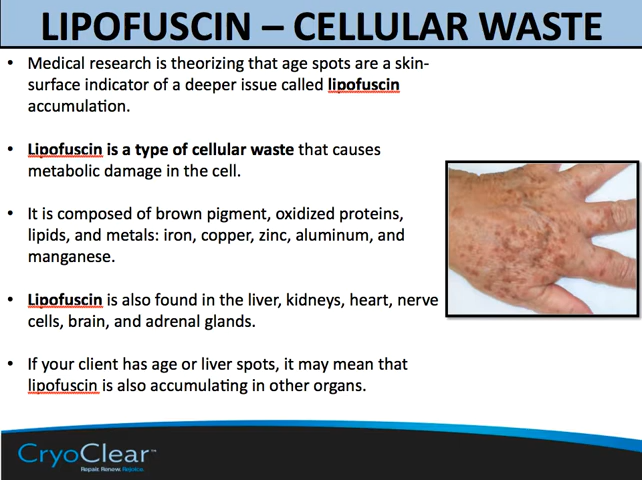 LIPOFUSCIN – CELLULAR WASTE
• Medical research is theorizing that age spots are a skin-
surface indicator of a deeper issue called lipofuscin
accumulation.
• Lipofuscin is a type of cellular waste that causes
metabolic damage in the cell.
• It is composed of brown pigment, oxidized proteins,
lipids, and metals: iron, copper, zinc, aluminum, and
manganese.
• Lipofuscin is also found in the liver, kidneys, heart, nerve
cells, brain, and adrenal glands.
• If your client has age or liver spots, it may mean that
lipofuscin is also accumulating in other organs.
CryoClear™
Repair. Renew. Rejoice.